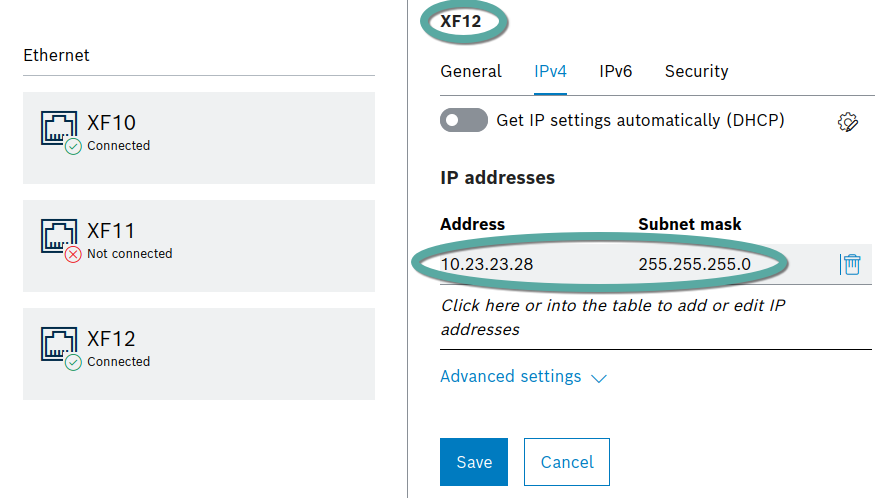 Ethernet
XF10
Connected
XF11
Not connected
XF12
Connected
XF12
General IPv4 IPv6 Security
Get IP settings automatically (DHCP)
IP addresses
Address Subnet mask
10.23.23.28 255.255.255.0
Click here or into the table to add or edit IP
addresses
Advanced settings
Save Cancel